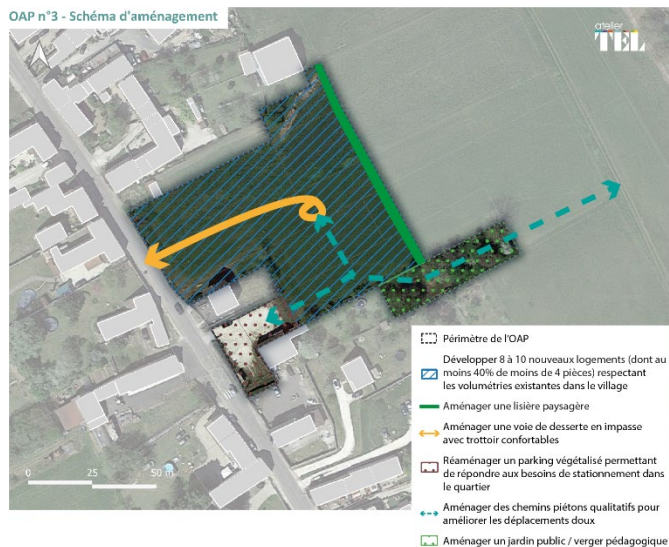 OAP n°3 - Schéma d'aménagement
atelier
TEL
Périmètre de l'OAP
Développer 8 à 10 nouveaux logements (dont au
moins 40% de moins de 4 pièces) respectant
les volumétries existantes dans le village
Aménager une lisière paysagère
Aménager une voie de desserte en impasse
avec trottoir confortables
Réaménager un parking végétalisé permettant
de répondre aux besoins de stationnement dans
le quartier
Aménager des chemins piétons qualitatifs pour
améliorer les déplacements doux
Aménager un jardin public / verger pédagogique
0 25 50 m